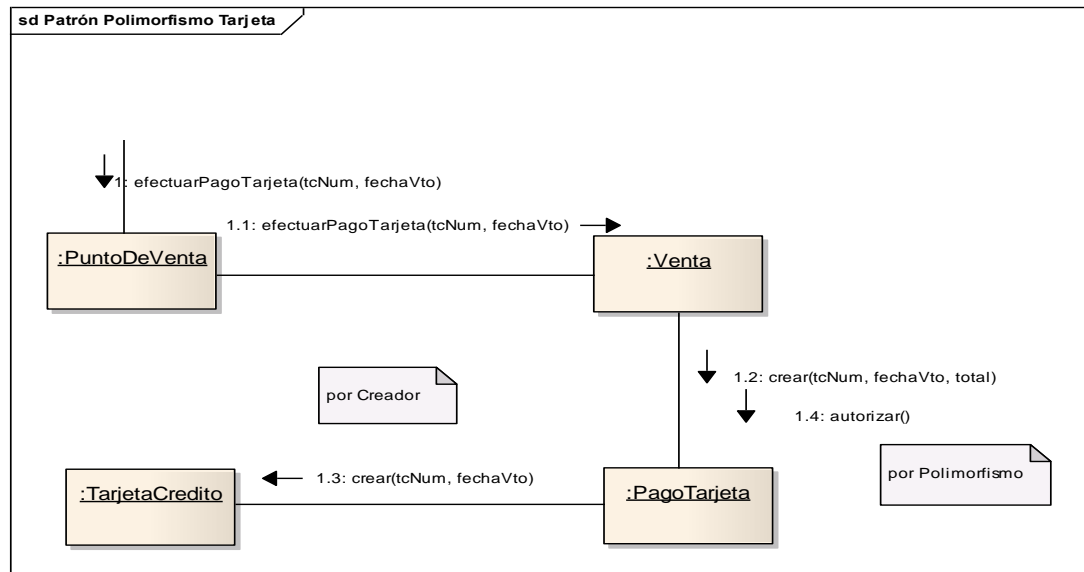 sd Patrón Polimorfismo Tarjeta
1: efectuarPagoTarjeta(tcNum, fechaVto)
1.1: efectuarPagoTarjeta(tcNum, fechaVto)
:PuntoDeVenta
:Venta
1.2: crear(tcNum, fechaVto, total)
por Creador
1.4: autorizar()
por Polimorfismo
1.3: crear(tcNum, fechaVto)
:TarjetaCredito
:PagoTarjeta